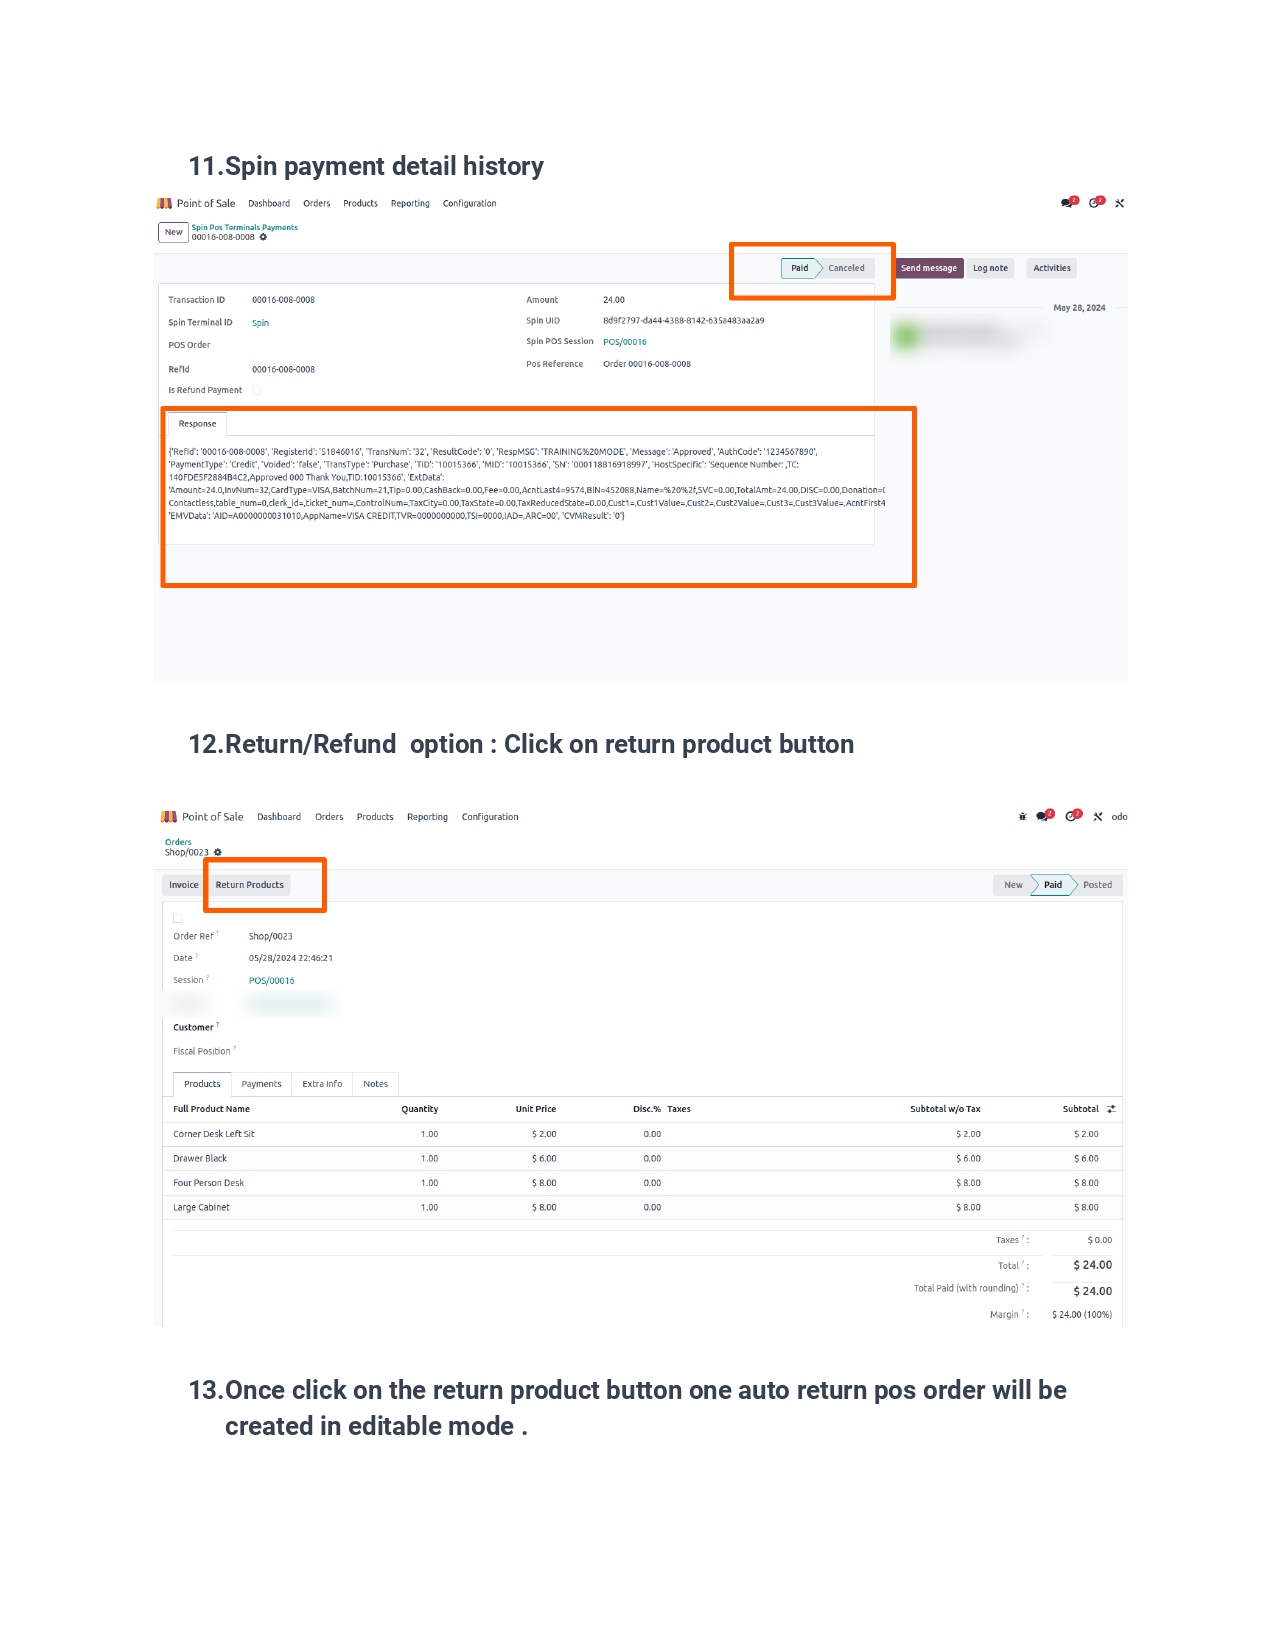 11.Spin payment detail history
Point of Sale Dashboard Orders Products Reporting Configuration
New Spin Pos Terminals Payments
00016-008-0008
Paid Canceled Send message Log note Activities
Transaction ID 00016-008-0008 Amount 24.00
May 28, 2024
Spin Terminal ID Spin Spin UID 8d9f2797-da44-4388-8142-635a483aa2a9
POS Order Spin POS Session POS/00016
RefId 00016-008-0008 Pos Reference Order 00016-008-0008
Is Refund Payment
Response
{'RefId': '00016-008-0008', 'RegisterId': '51846016', 'TransNum': '32', 'ResultCode': '0', 'RespMSG': 'TRAINING%20MODE', 'Message': 'Approved', 'AuthCode': '1234567890',
'PaymentType': 'Credit', 'Voided': 'false', 'TransType': 'Purchase', 'TID': '10015366', 'MID': '10015366', 'SN': '000118816918997', 'HostSpecific': 'Sequence Number: ,TC:
140FDE5F2884B4C2,Approved 000 Thank You,TID:10015366', 'ExtData':
'Amount=24.0,InvNum=32,CardType=VISA,BatchNum=21,Tip=0.00,CashBack=0.00,Fee=0.00,AcntLast4=9574,BIN=452088,Name=%20%2f,SVC=0.00,TotalAmt=24.00,DISC=0.00,Donation=0
Contactless,table_num=0,clerk_id=,ticket_num=,ControlNum=,TaxCity=0.00,TaxState=0.00,TaxReducedState=0.00,Cust1=,Cust1Value=,Cust2=,Cust2Value=,Cust3=,Cust3Value=,AcntFirst4
'EMVData': 'AID=A0000000031010,AppName=VISA CREDIT,TVR=0000000000,TSI=0000,IAD=,ARC=00', 'CVMResult': '0'}
12.Return/Refund option : Click on return product button
Point of Sale Dashboard Orders Products Reporting Configuration odo
Orders
Shop/0023
Invoice Return Products New Paid Posted
Order Ref ? Shop/0023
Date ? 05/28/2024 22:46:21
Session ? POS/00016
Customer ?
Fiscal Position ?
Products Payments Extra Info Notes
Full Product Name Quantity Unit Price Disc.% Taxes Subtotal w/o Tax Subtotal
Corner Desk Left Sit 1.00 $ 2.00 0.00 $ 2.00 $ 2.00
Drawer Black 1.00 $ 6.00 0.00 $ 6.00 $ 6.00
Four Person Desk 1.00 $ 8.00 0.00 $ 8.00 $ 8.00
Large Cabinet 1.00 $ 8.00 0.00 $ 8.00 $ 8.00
Taxes ? : $ 0.00
Total ? : $ 24.00
Total Paid (with rounding) ? : $ 24.00
Margin ? : $ 24.00 (100%)
13.Once click on the return product button one auto return pos order will be
created in editable mode .